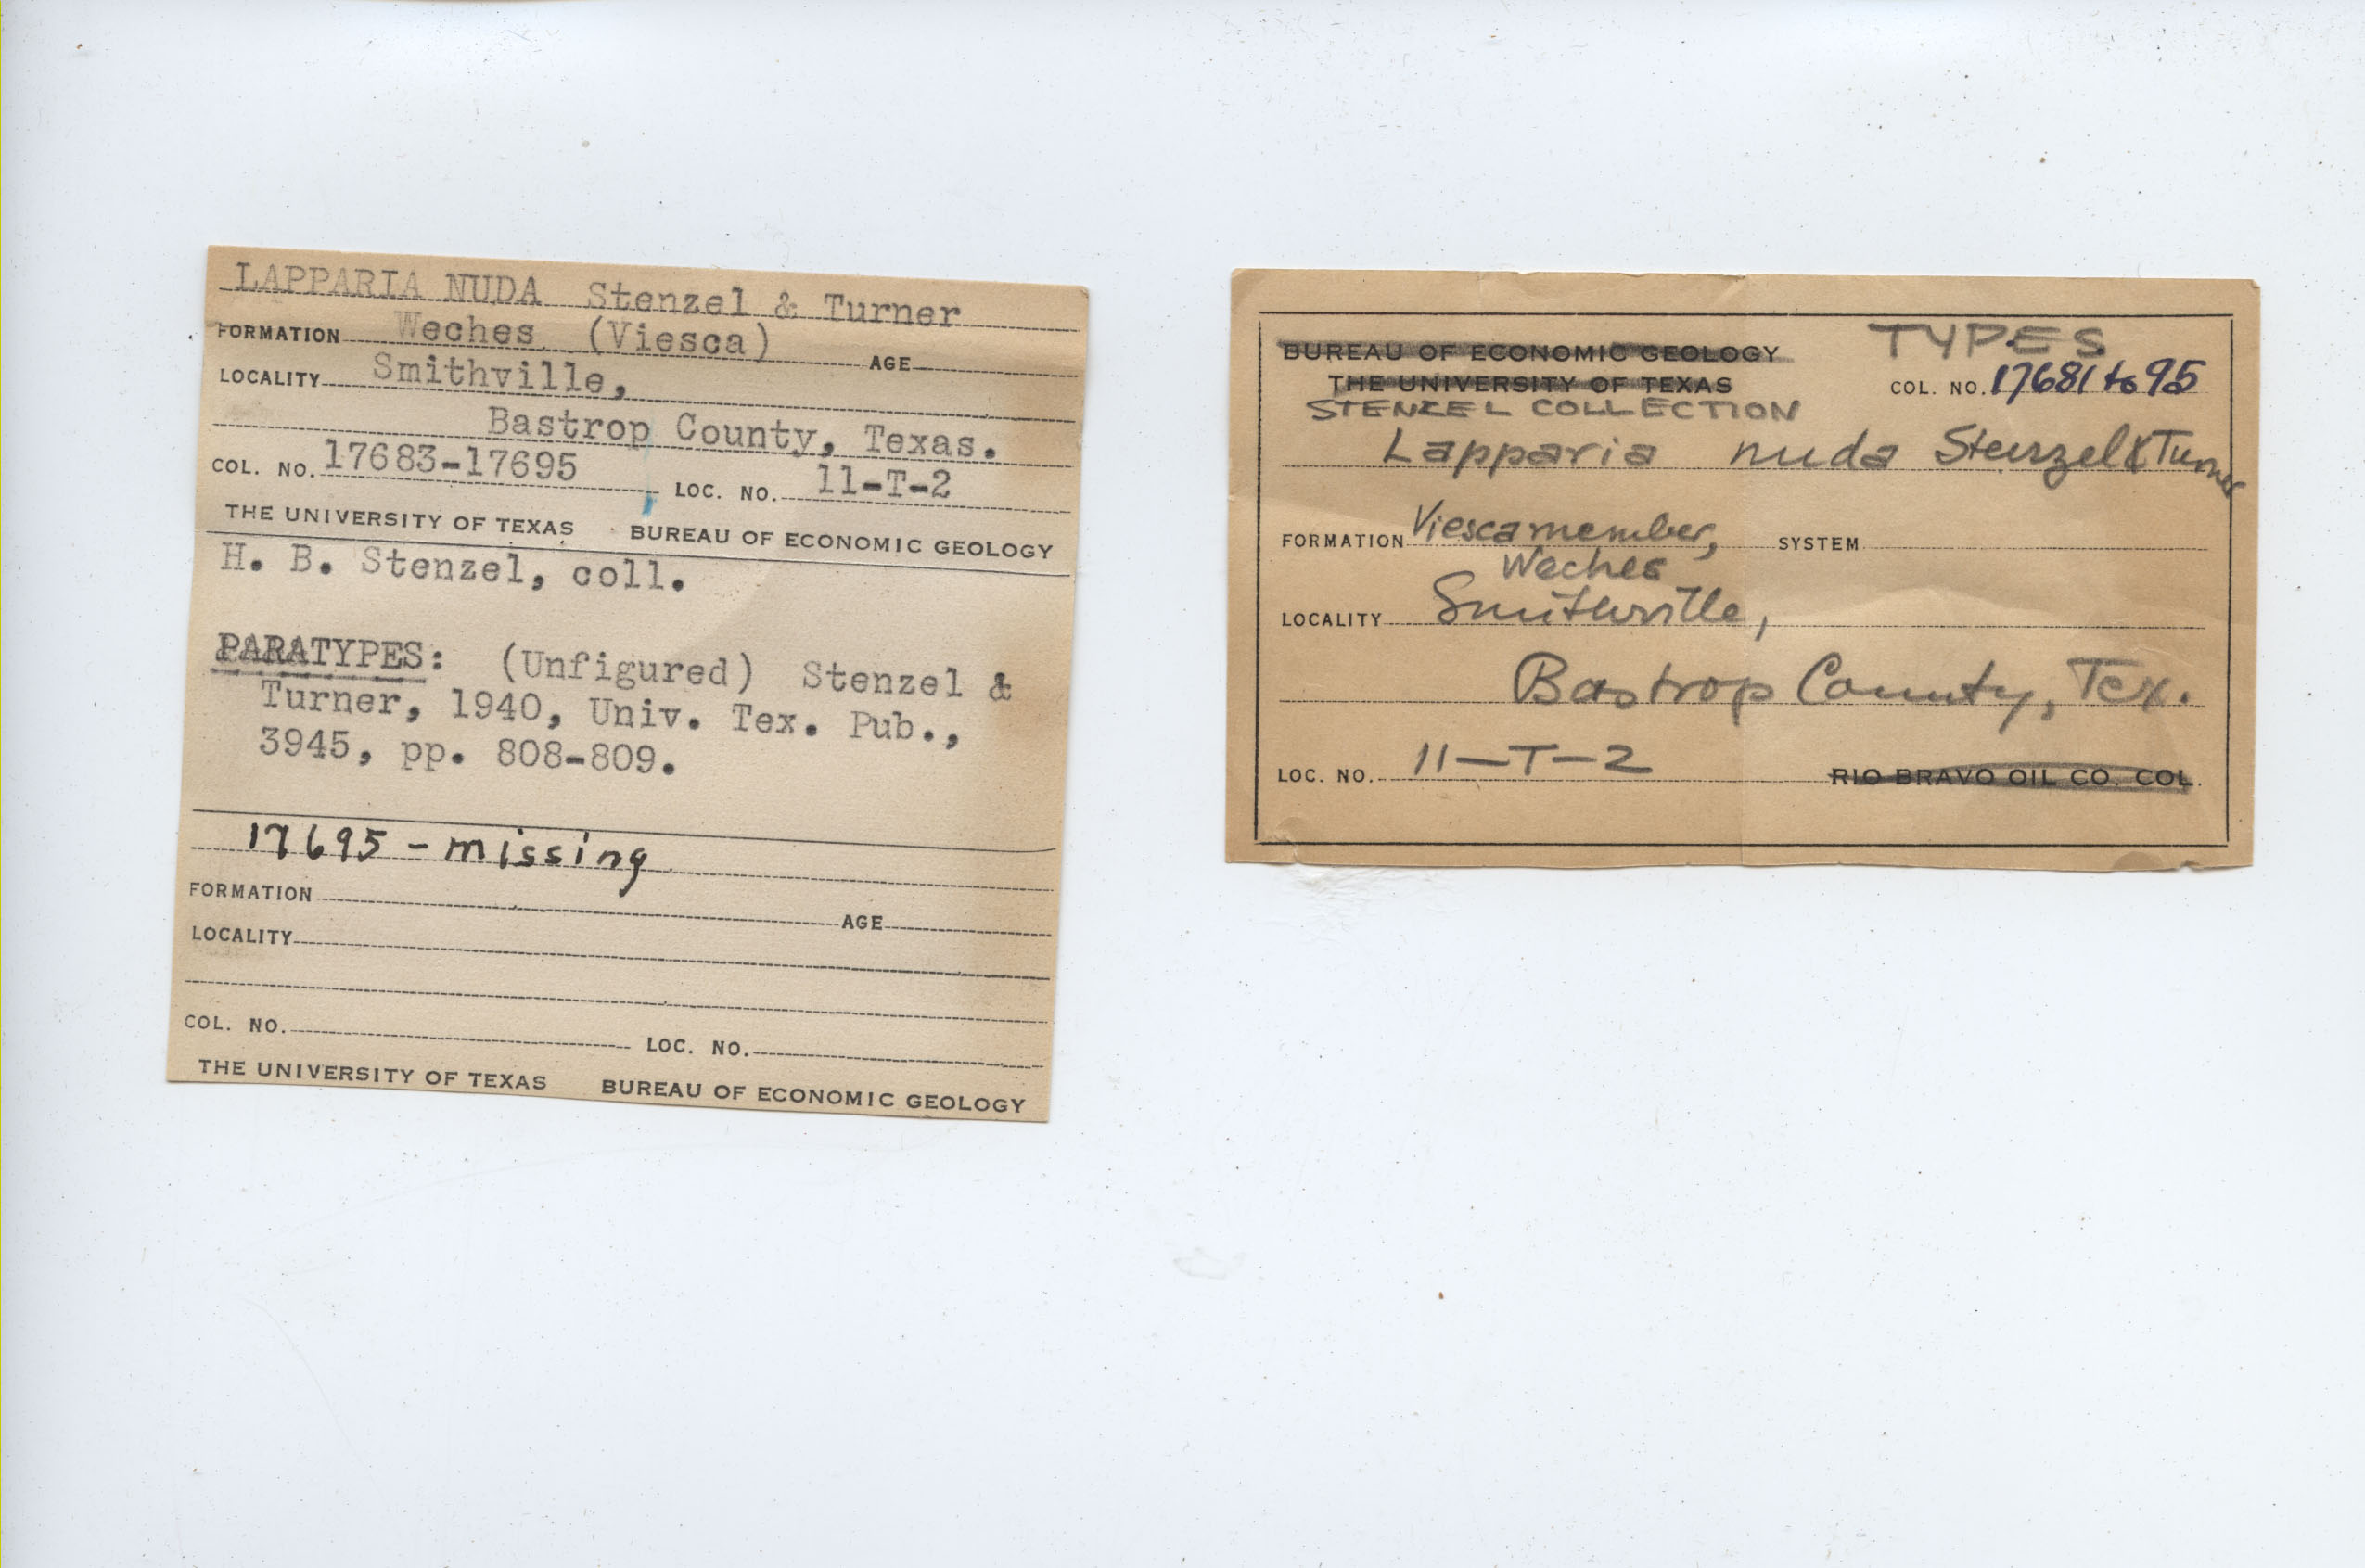 LAPPARIA NUDA Stenzel & Turner
FORMATION Weches (Viesca) AGE
LOCALITY Smithville,
Bastrop County, Texas.
COL. NO. 17683-17695 LOC. NO. 11-T-2
THE UNIVERSITY OF TEXAS BUREAU OF ECONOMIC GEOLOGY
H. B. Stenzel, coll.
PARATYPES: (Unfigured) Stenzel &
Turner, 1940, Univ. Tex. Pub.,
3945, pp. 808-809.
17695 - missing
FORMATION AGE
LOCALITY
COL. NO. LOC. NO.
THE UNIVERSITY OF TEXAS BUREAU OF ECONOMIC GEOLOGY
BUREAU OF ECONOMIC GEOLOGY TYPES
THE UNIVERSITY OF TEXAS COL. NO. 17681 to 95
STENZEL COLLECTION
Lapparia nuda Stenzel & Turner
FORMATION Viesca member, SYSTEM
Weches
LOCALITY Smithville,
Bastrop County, Tex.
LOC. NO. 11-T-2 RIO BRAVO OIL CO. COL.